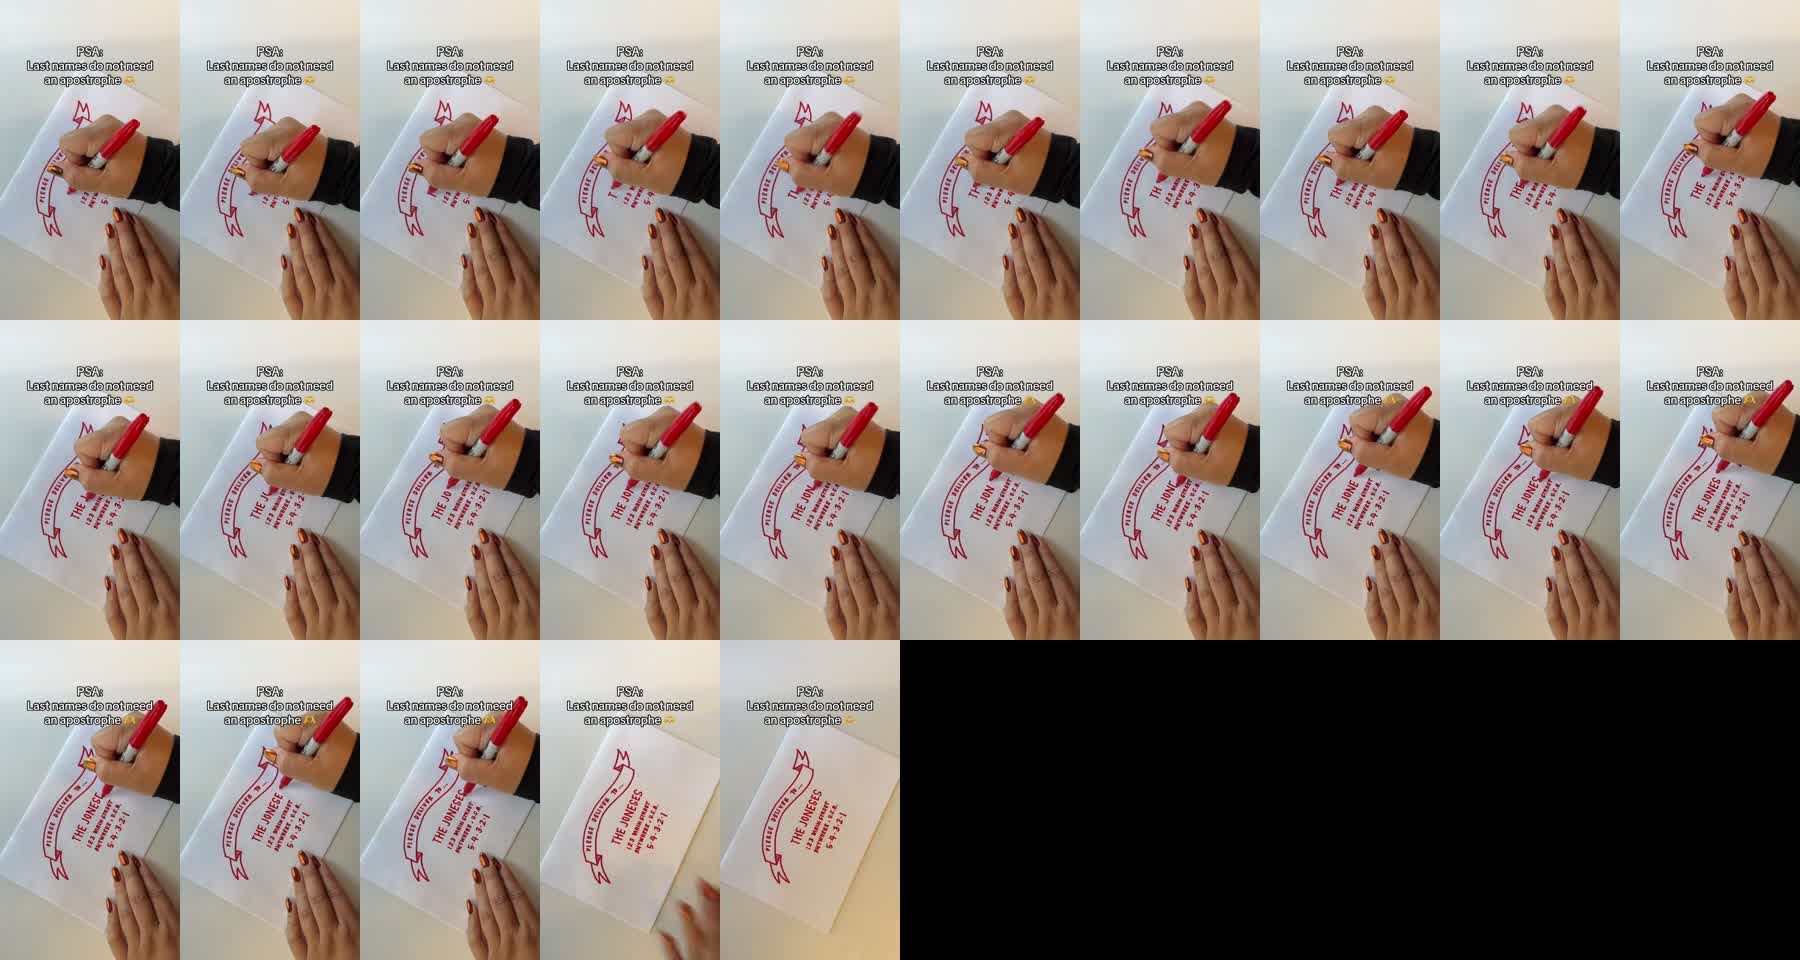 PSA:
Last names do not need
an apostrophe 🫶
PLEASE DELIVER TO...
THE JONESES
123 MAIN STREET
ANYWHERE, U.S.A.
5-4-3-2-1